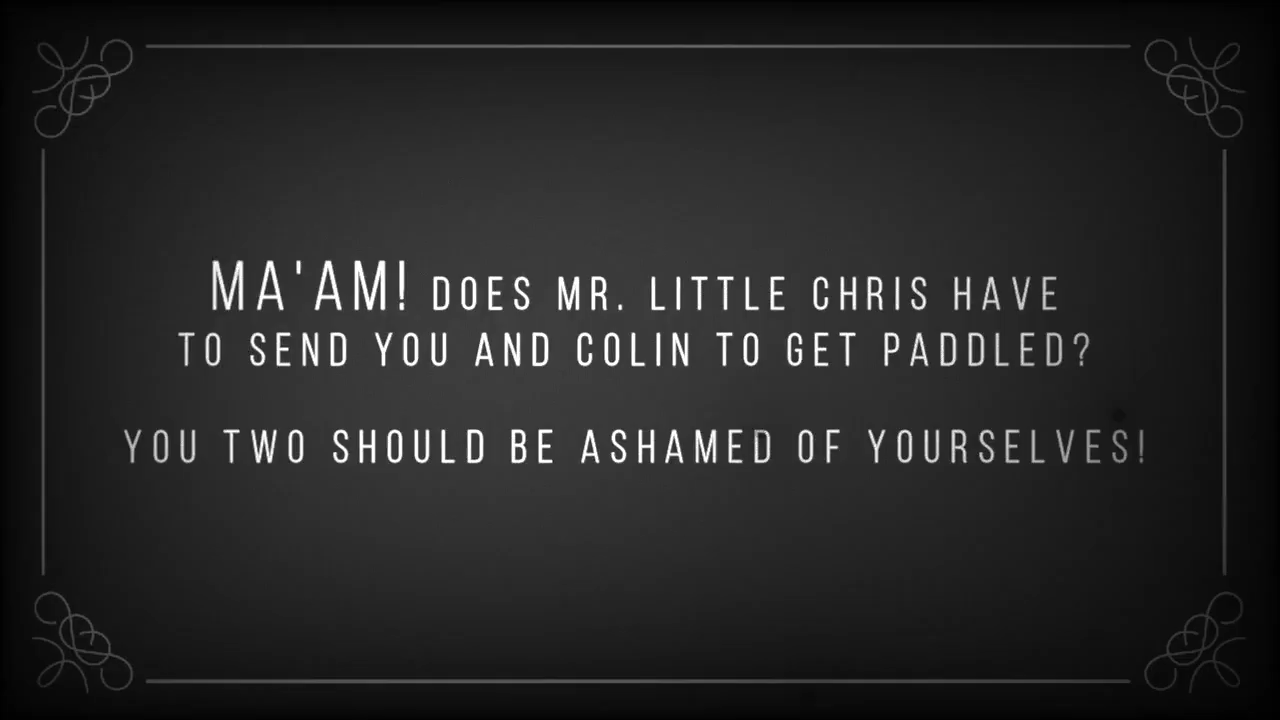 MA'AM! DOES MR. LITTLE CHRIS HAVE
TO SEND YOU AND COLIN TO GET PADDLED?
YOU TWO SHOULD BE ASHAMED OF YOURSELVES!